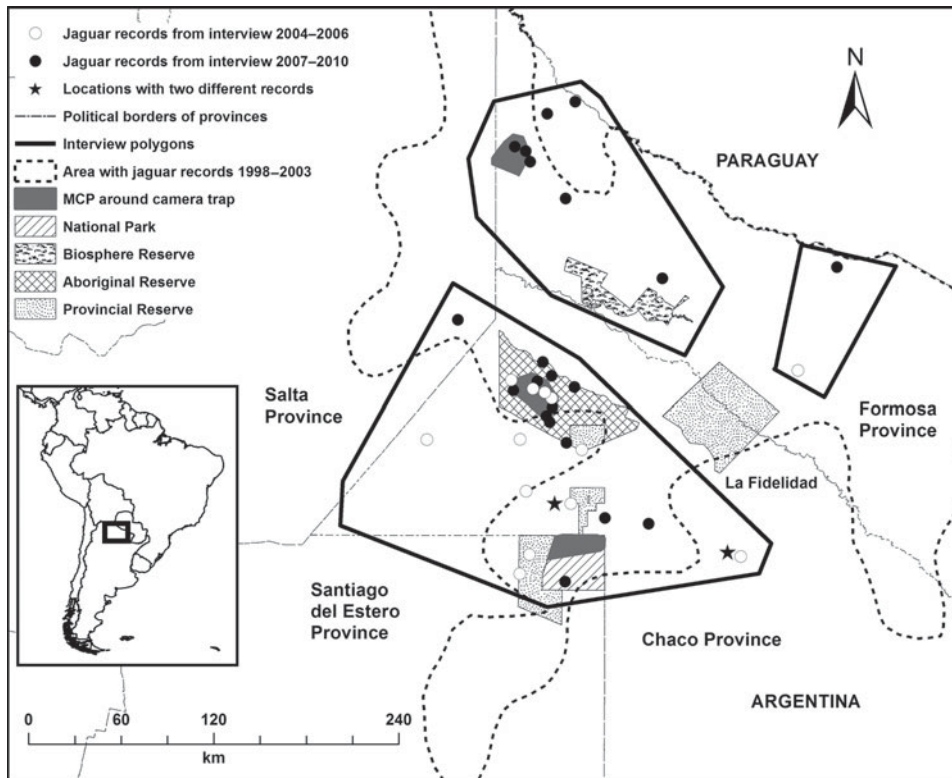 Jaguar records from interview 2004–2006
Jaguar records from interview 2007–2010
Locations with two different records
Political borders of provinces
Interview polygons
Area with jaguar records 1998–2003
MCP around camera trap
National Park
Biosphere Reserve
Aboriginal Reserve
Provincial Reserve
N
PARAGUAY
Salta
Province
Formosa
Province
La Fidelidad
Santiago
del Estero
Province
Chaco Province
ARGENTINA
0 60 120 240
km